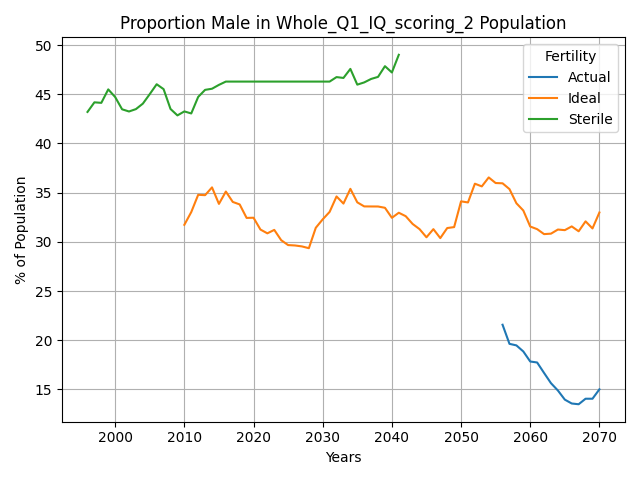 Proportion Male in Whole_Q1_IQ_scoring_2 Population
Fertility
Actual
Ideal
Sterile
% of Population
50
45
40
35
30
25
20
15
2000
2010
2020
2030
2040
2050
2060
2070
Years